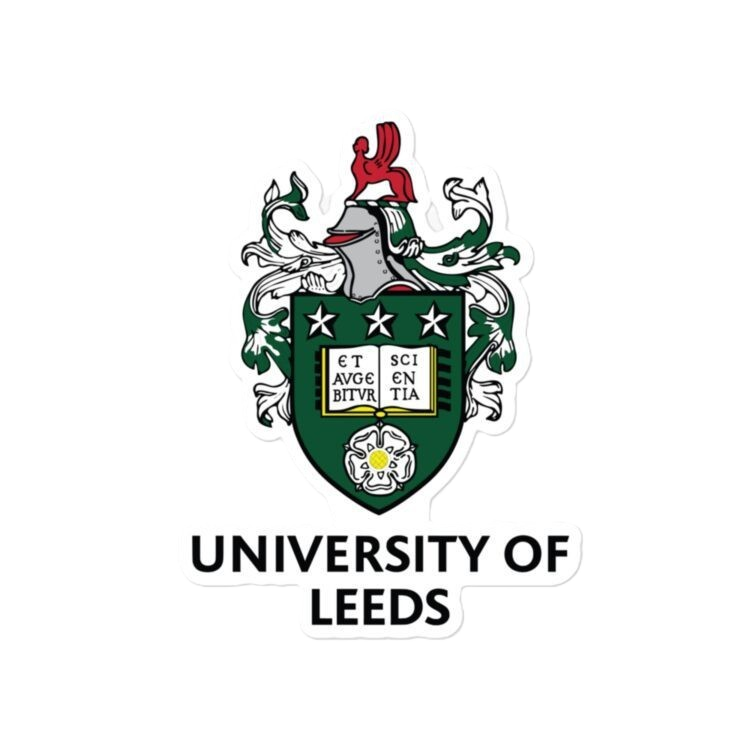 ET
AVGE
BITVR
SCI
EN
TIA
UNIVERSITY OF
LEEDS